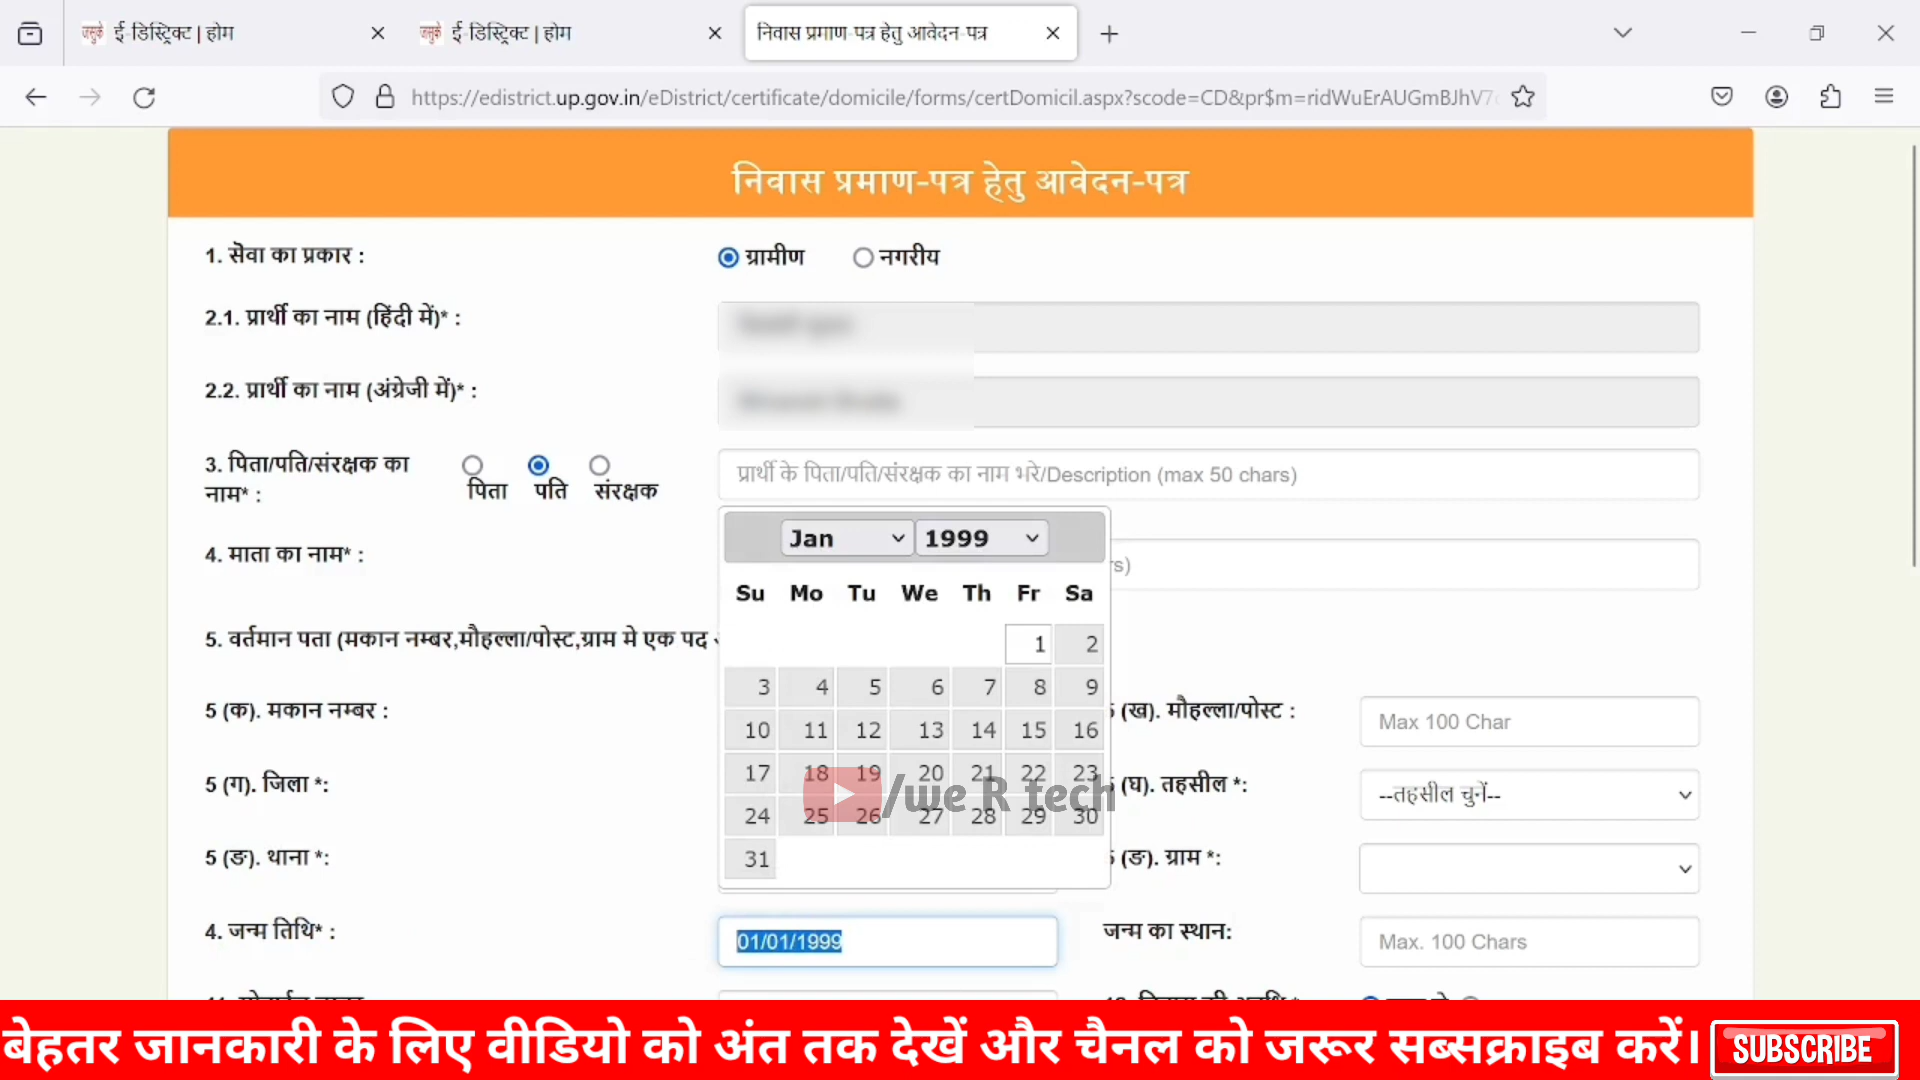 ई-डिस्ट्रिक्ट | होम
ई-डिस्ट्रिक्ट | होम
निवास प्रमाण-पत्र हेतु आवेदन-पत्र
https://edistrict.up.gov.in/eDistrict/certificate/domicile/forms/certDomicil.aspx?scode=CD&pr$m=ridWuErAUGmBJhV7
निवास प्रमाण-पत्र हेतु आवेदन-पत्र
1. सेवा का प्रकार : ग्रामीण नगरीय
2.1. प्रार्थी का नाम (हिंदी में)* :
2.2. प्रार्थी का नाम (अंग्रेजी में)* :
3. पिता/पति/संरक्षक का
नाम* :
पिता पति संरक्षक
प्रार्थी के पिता/पति/संरक्षक का नाम भरे/Description (max 50 chars)
4. माता का नाम* :
rs)
Jan 1999
Su Mo Tu We Th Fr Sa
1 2
3 4 5 6 7 8 9
10 11 12 13 14 15 16
17 18 19 20 21 22 23
24 25 26 27 28 29 30
31
/we R tech
5. वर्तमान पता (मकान नम्बर,मौहल्ला/पोस्ट,ग्राम मे एक पद
5 (क). मकान नम्बर :
(ख). मौहल्ला/पोस्ट : Max 100 Char
5 (ग). जिला *:
(घ). तहसील *: --तहसील चुनें--
5 (ङ). थाना *:
(ङ). ग्राम *:
4. जन्म तिथि* : 01/01/1999
जन्म का स्थान: Max. 100 Chars
बेहतर जानकारी के लिए वीडियो को अंत तक देखें और चैनल को जरूर सब्सक्राइब करें। SUBSCRIBE